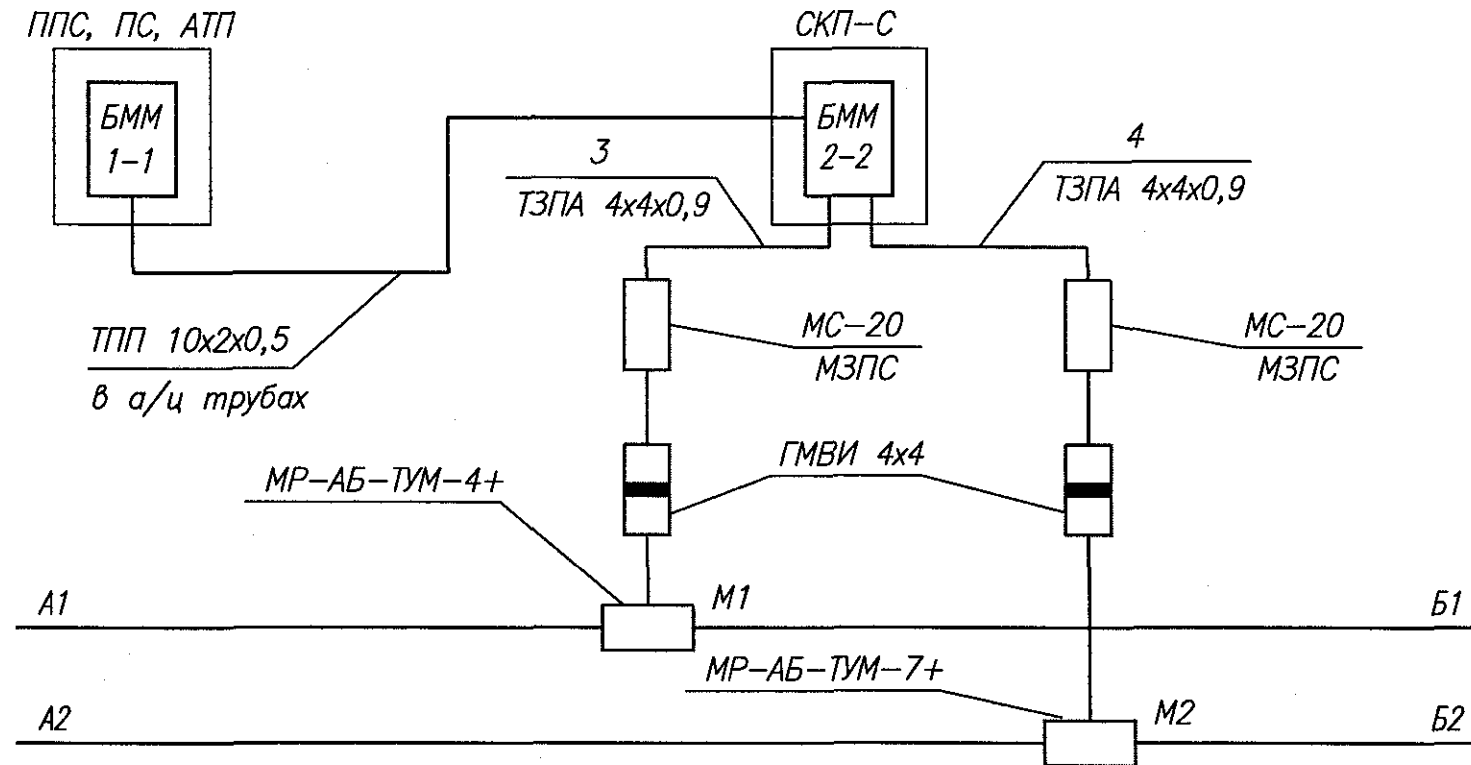 ППС, ПС, АТП
СКП-С
БММ
1-1
БММ
2-2
3
ТЗПА 4х4х0,9
4
ТЗПА 4х4х0,9
ТПП 10х2х0,5
в а/ц трубах
МС-20
МЗПС
МС-20
МЗПС
МР-АБ-ТУМ-4+
ГМВИ 4х4
А1
М1
Б1
МР-АБ-ТУМ-7+
А2
М2
Б2